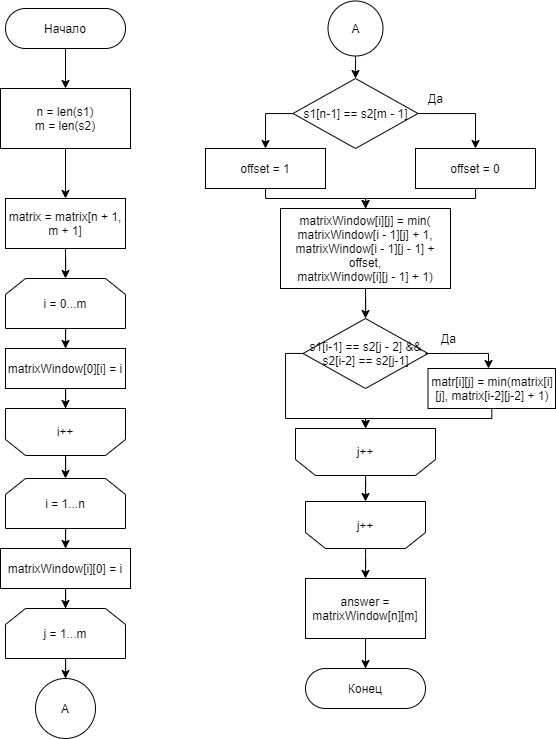 Начало
n = len(s1)
m = len(s2)
matrix = matrix[n + 1,
m + 1]
i = 0...m
matrixWindow[0][i] = i
i++
i = 1...n
matrixWindow[i][0] = i
j = 1...m
A
A
s1[n-1] == s2[m - 1]
Да
offset = 1
offset = 0
matrixWindow[i][j] = min(
matrixWindow[i - 1][j] + 1,
matrixWindow[i - 1][j - 1] +
offset,
matrixWindow[i][j - 1] + 1)
s1[i-1] == s2[j - 2] &&
s2[i-2] == s2[j-1]
Да
matr[i][j] = min(matrix[i]
[j], matrix[i-2][j-2] + 1)
j++
j++
answer =
matrixWindow[n][m]
Конец